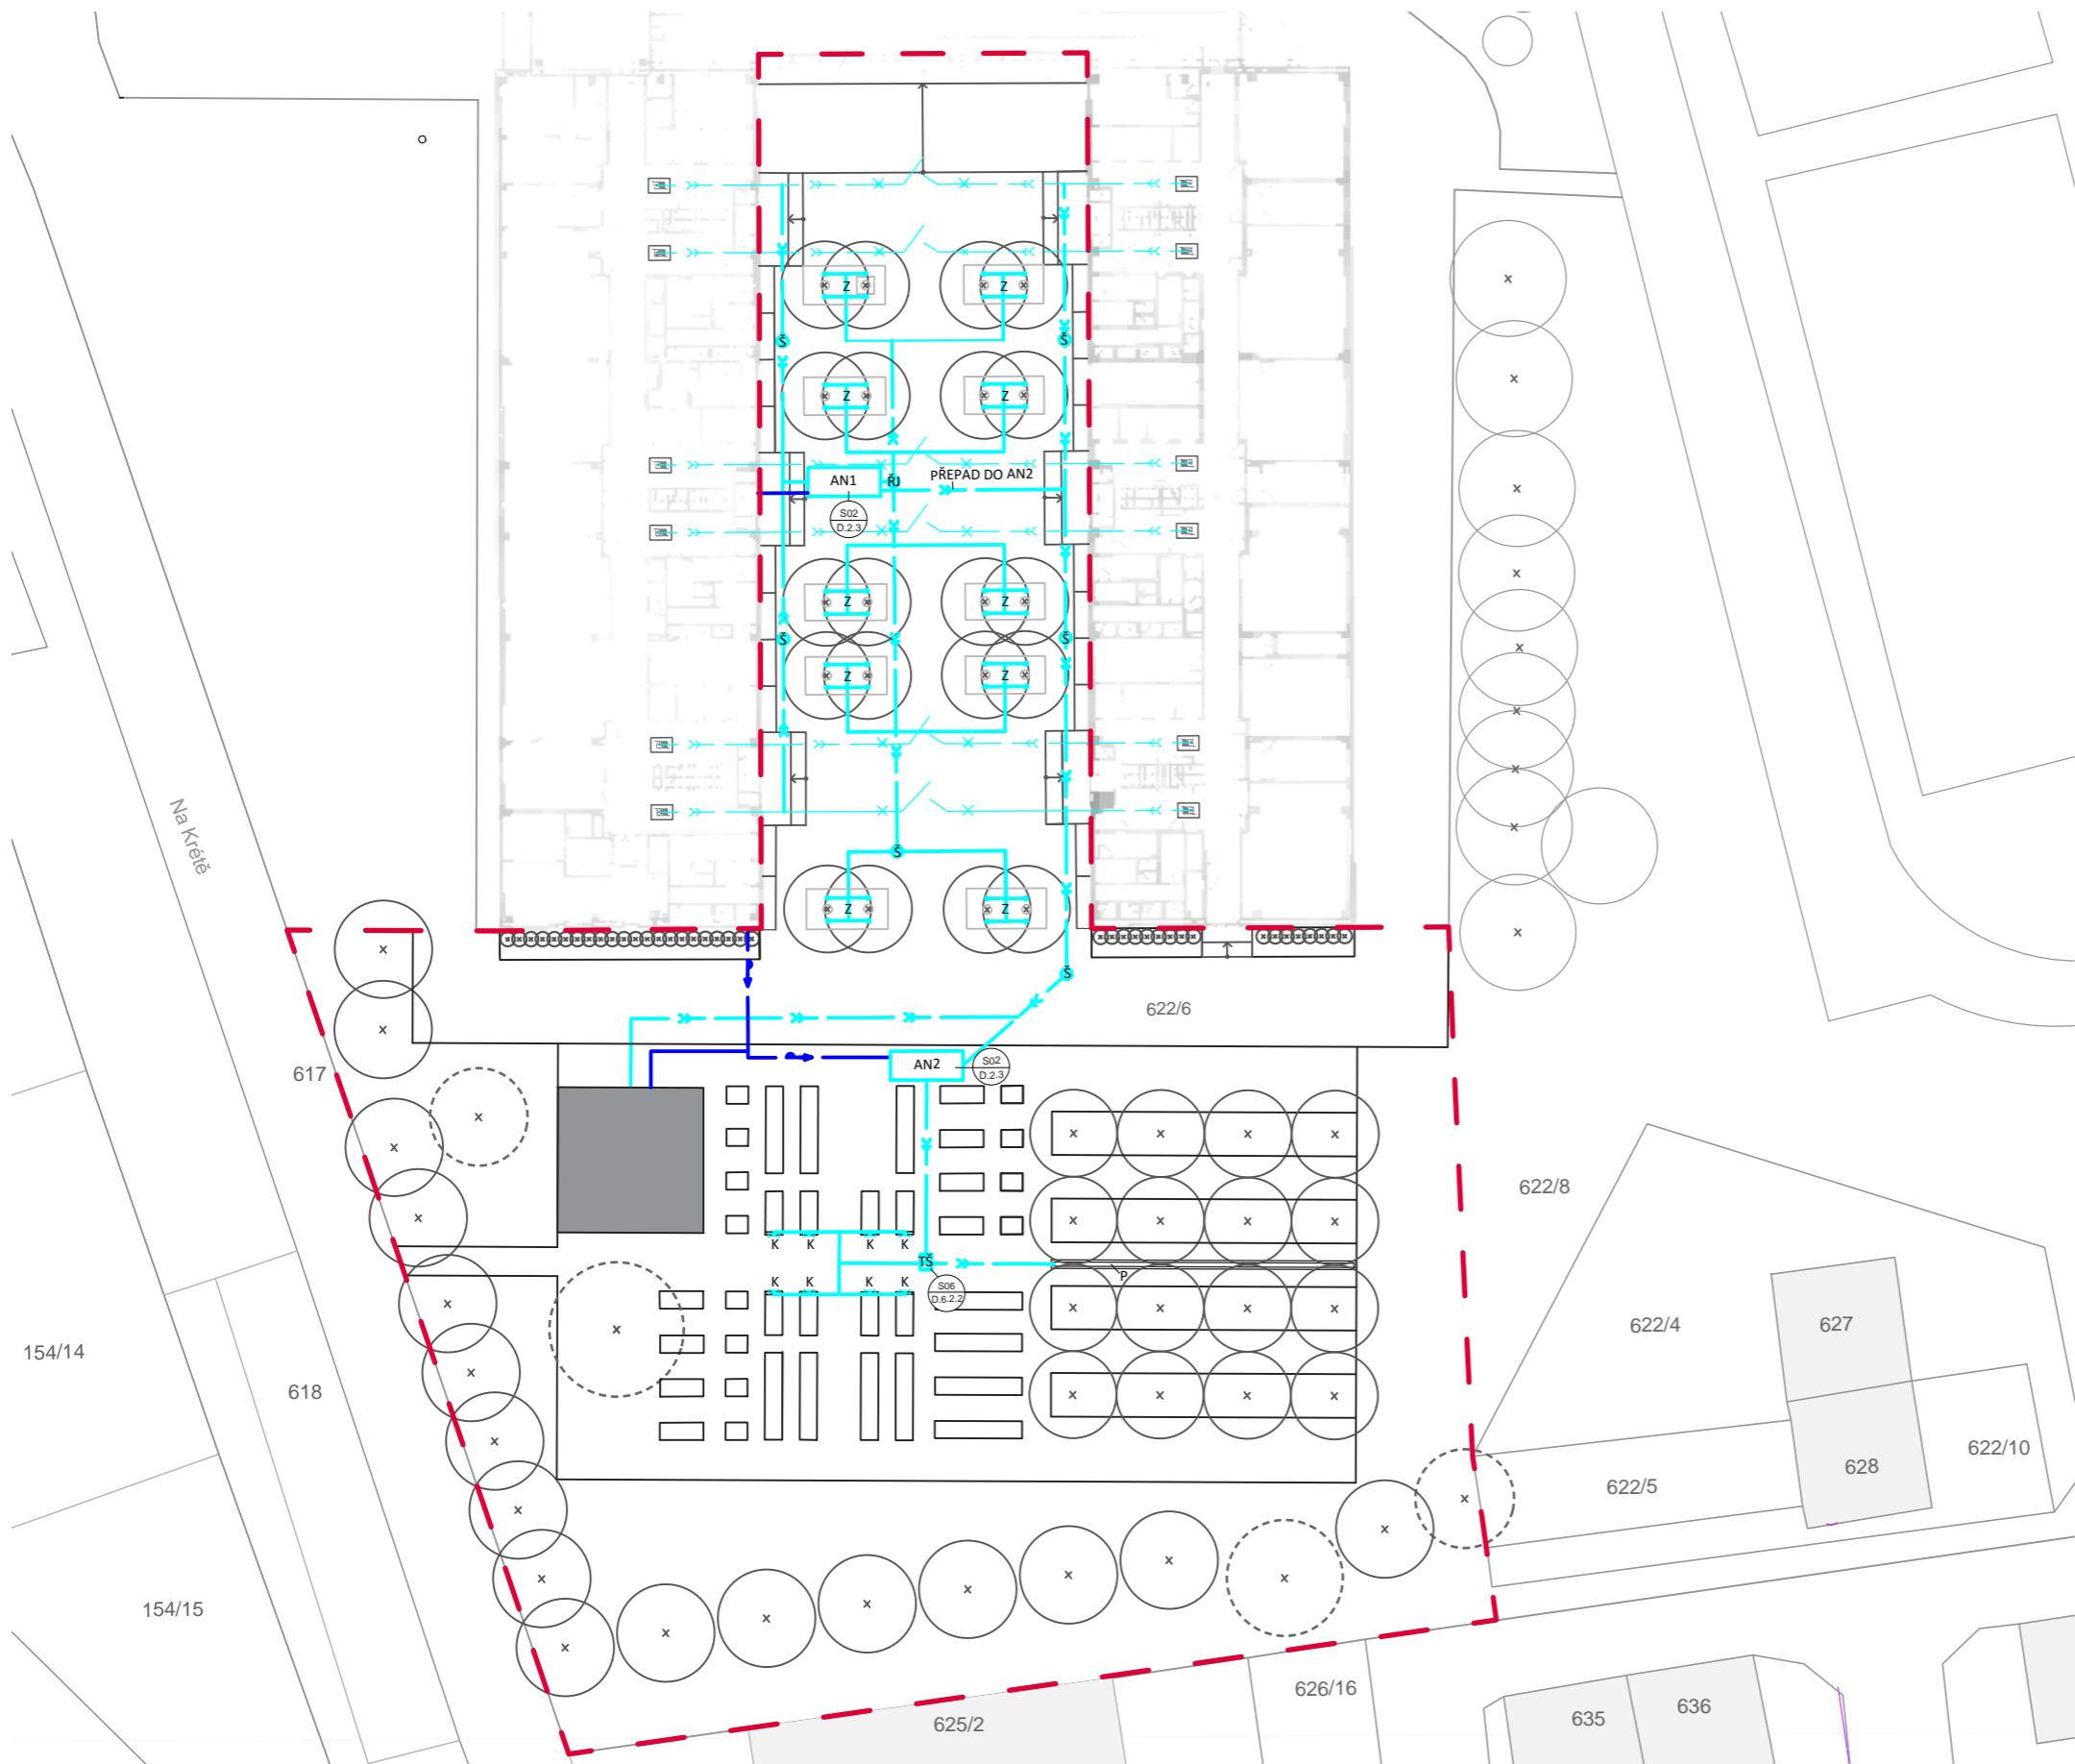 Z
Z
Š
Š
Z
Z
AN1
ŘJ
PŘEPAD DO AN2
S02
D.2.3
Z
Z
Š
Š
Z
Z
Na Krétě
Š
Z
Z
Š
622/6
AN2
S02
D.2.3
617
622/8
K
K
K
K
TŠ
P
K
K
K
K
S06
D.6.2.2
154/14
618
622/4
627
622/5
628
622/10
154/15
625/2
626/16
635
636